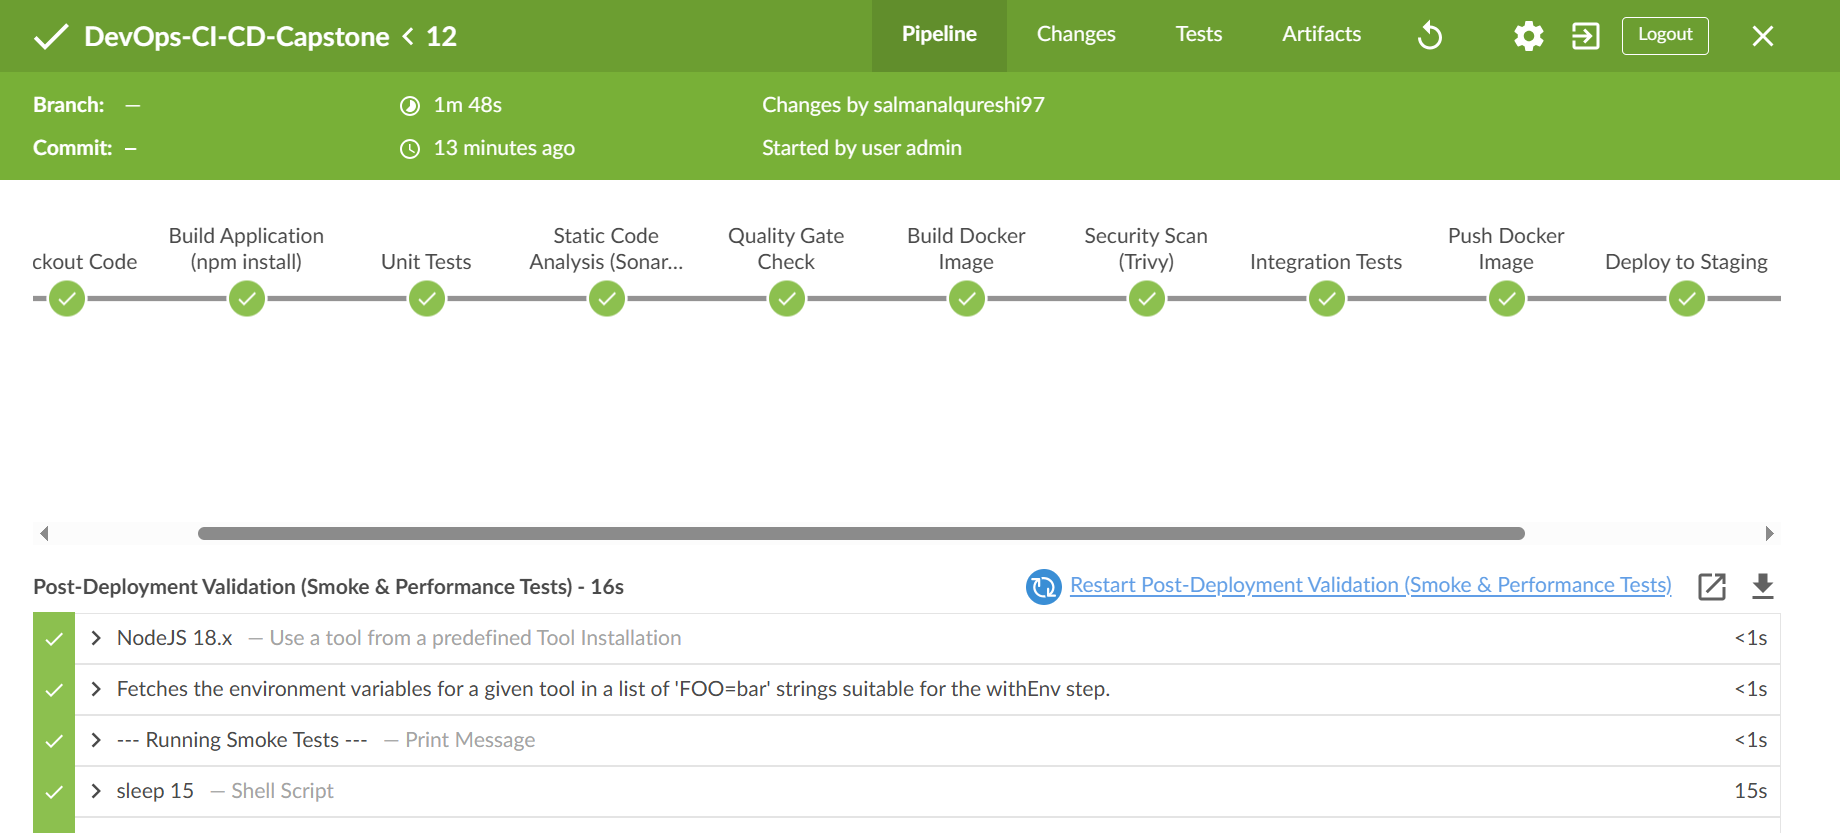 DevOps-CI-CD-Capstone < 12
Pipeline
Changes
Tests
Artifacts
Logout
Branch: —
1m 48s
Changes by salmanalqureshi97
Commit: –
13 minutes ago
Started by user admin
ckout Code
Build Application
(npm install)
Unit Tests
Static Code
Analysis (Sonar...
Quality Gate
Check
Build Docker
Image
Security Scan
(Trivy)
Integration Tests
Push Docker
Image
Deploy to Staging
Post-Deployment Validation (Smoke & Performance Tests) - 16s
Restart Post-Deployment Validation (Smoke & Performance Tests)
NodeJS 18.x — Use a tool from a predefined Tool Installation <1s
Fetches the environment variables for a given tool in a list of 'FOO=bar' strings suitable for the withEnv step. <1s
--- Running Smoke Tests --- — Print Message <1s
sleep 15 — Shell Script 15s